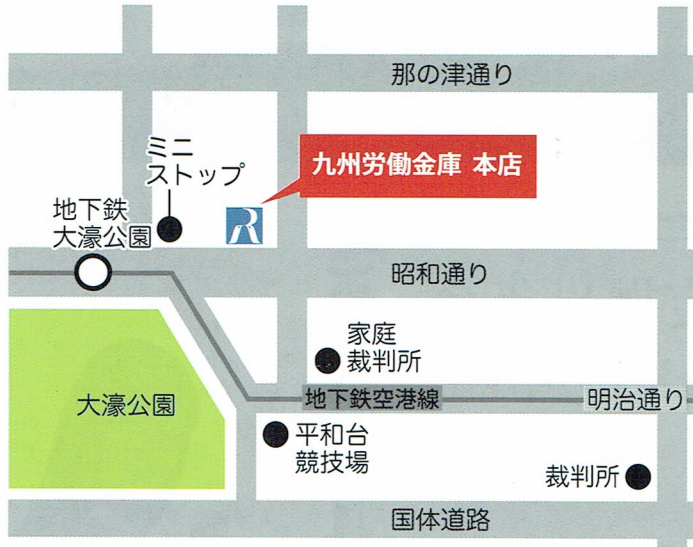 那の津通り
ミニ
ストップ
九州労働金庫 本店
地下鉄
大濠公園
R
昭和通り
家庭
裁判所
大濠公園
地下鉄空港線
明治通り
平和台
競技場
裁判所
国体道路